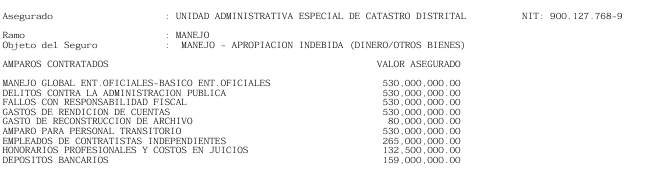 Asegurado : UNIDAD ADMINISTRATIVA ESPECIAL DE CATASTRO DISTRITAL NIT: 900.127.768-9
Ramo : MANEJO
Objeto del Seguro : MANEJO - APROPIACION INDEBIDA (DINERO/OTROS BIENES)
AMPAROS CONTRATADOS VALOR ASEGURADO
MANEJO GLOBAL ENT.OFICIALES-BASICO ENT.OFICIALES 530,000,000.00
DELITOS CONTRA LA ADMINISTRACION PUBLICA 530,000,000.00
FALLOS CON RESPONSABILIDAD FISCAL 530,000,000.00
GASTOS DE RENDICION DE CUENTAS 530,000,000.00
GASTO DE RECONSTRUCCION DE ARCHIVO 80,000,000.00
AMPARO PARA PERSONAL TRANSITORIO 530,000,000.00
EMPLEADOS DE CONTRATISTAS INDEPENDIENTES 265,000,000.00
HONORARIOS PROFESIONALES Y COSTOS EN JUICIOS 132,500,000.00
DEPOSITOS BANCARIOS 159,000,000.00